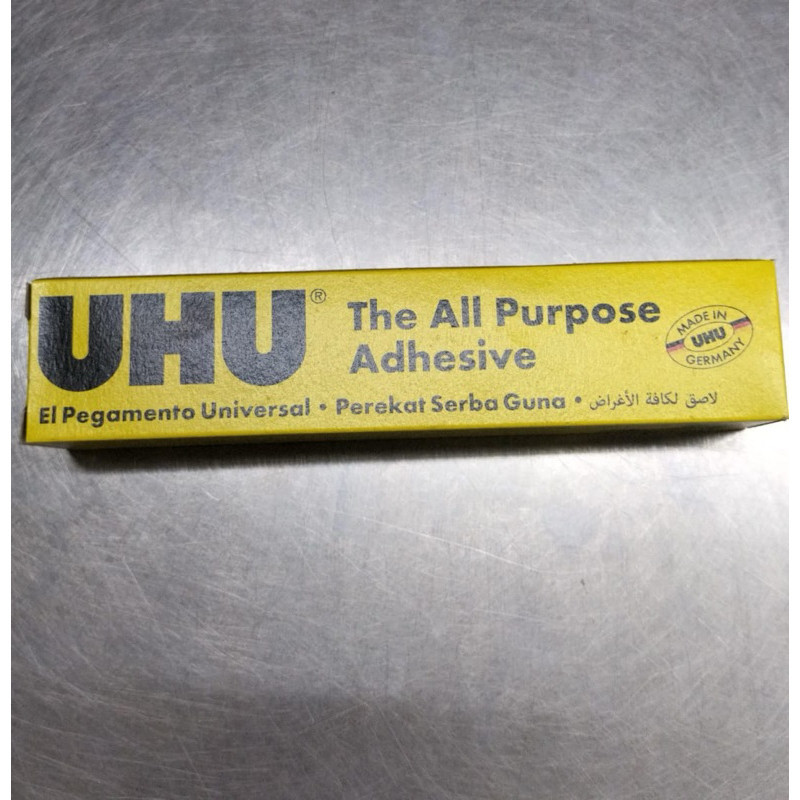 UHU®
The All Purpose
Adhesive
MADE IN
UHU
GERMANY
El Pegamento Universal • Perekat Serba Guna • لاصق لكافة الأغراض